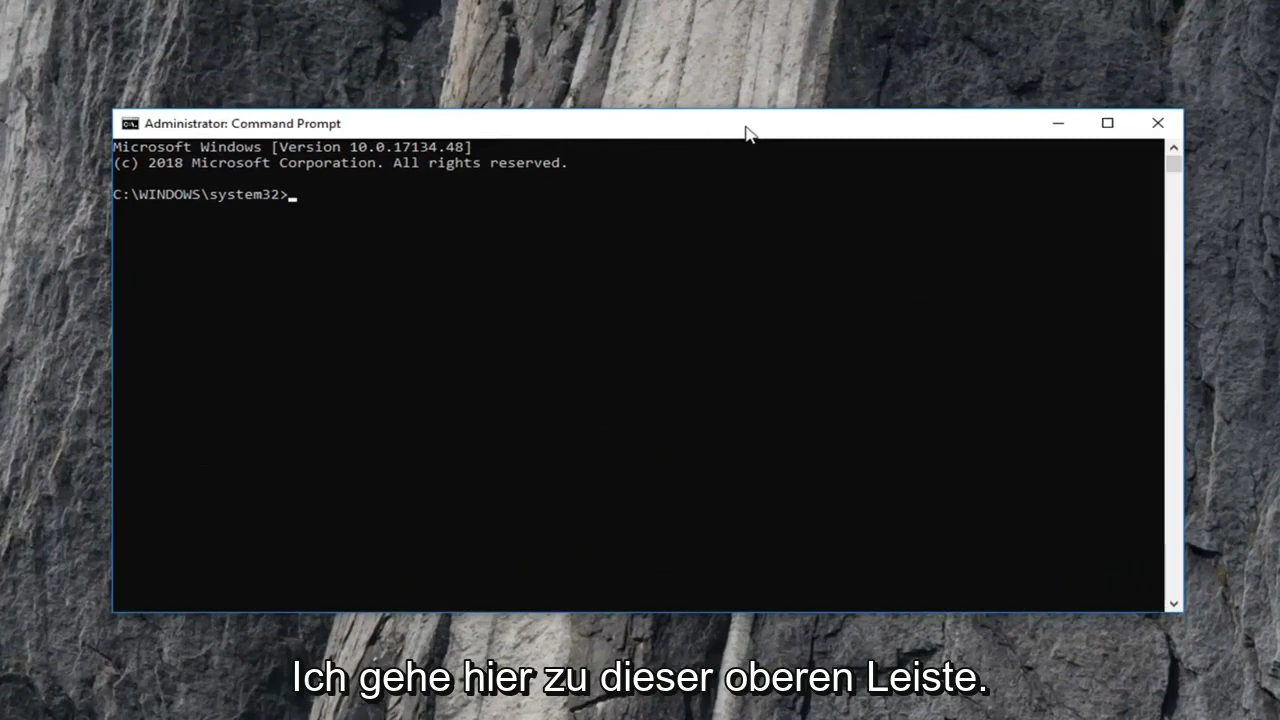 Administrator: Command Prompt
Microsoft Windows [Version 10.0.17134.48]
(c) 2018 Microsoft Corporation. All rights reserved.
C:\WINDOWS\system32>
Ich gehe hier zu dieser oberen Leiste.